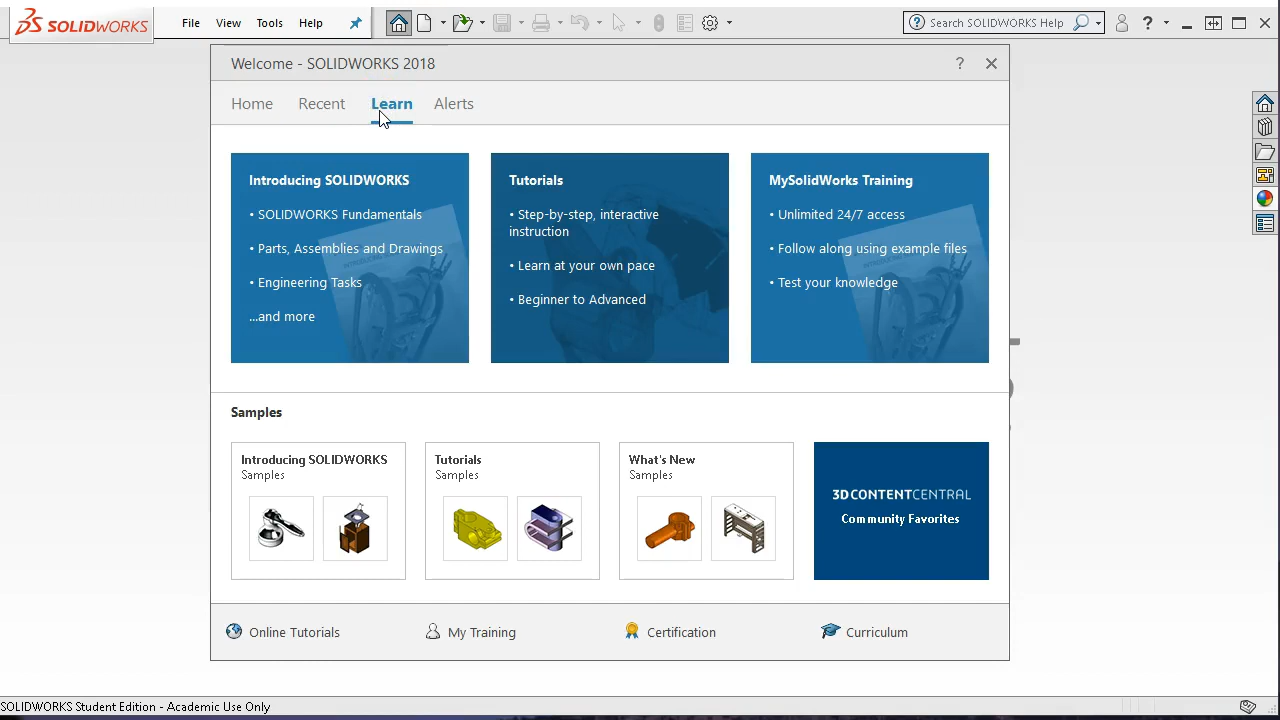 SOLIDWORKS
File View Tools Help
Search SOLIDWORKS Help
?
Welcome - SOLIDWORKS 2018
?
Home Recent Learn Alerts
Introducing SOLIDWORKS
• SOLIDWORKS Fundamentals
• Parts, Assemblies and Drawings
• Engineering Tasks
...and more
Tutorials
• Step-by-step, interactive
instruction
• Learn at your own pace
• Beginner to Advanced
MySolidWorks Training
• Unlimited 24/7 access
• Follow along using example files
• Test your knowledge
Samples
Introducing SOLIDWORKS
Samples
Tutorials
Samples
What's New
Samples
3DCONTENTCENTRAL
Community Favorites
Online Tutorials
My Training
Certification
Curriculum
SOLIDWORKS Student Edition - Academic Use Only